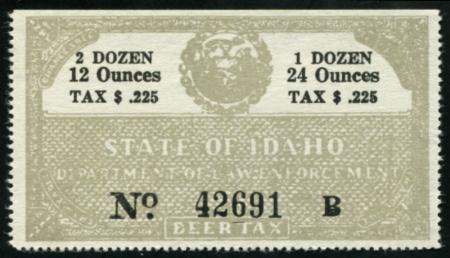 2 DOZEN
12 Ounces
TAX $ .225
1 DOZEN
24 Ounces
TAX $ .225
STATE OF IDAHO
DEPARTMENT OF LAW ENFORCEMENT
No. 42691 B
BEER TAX